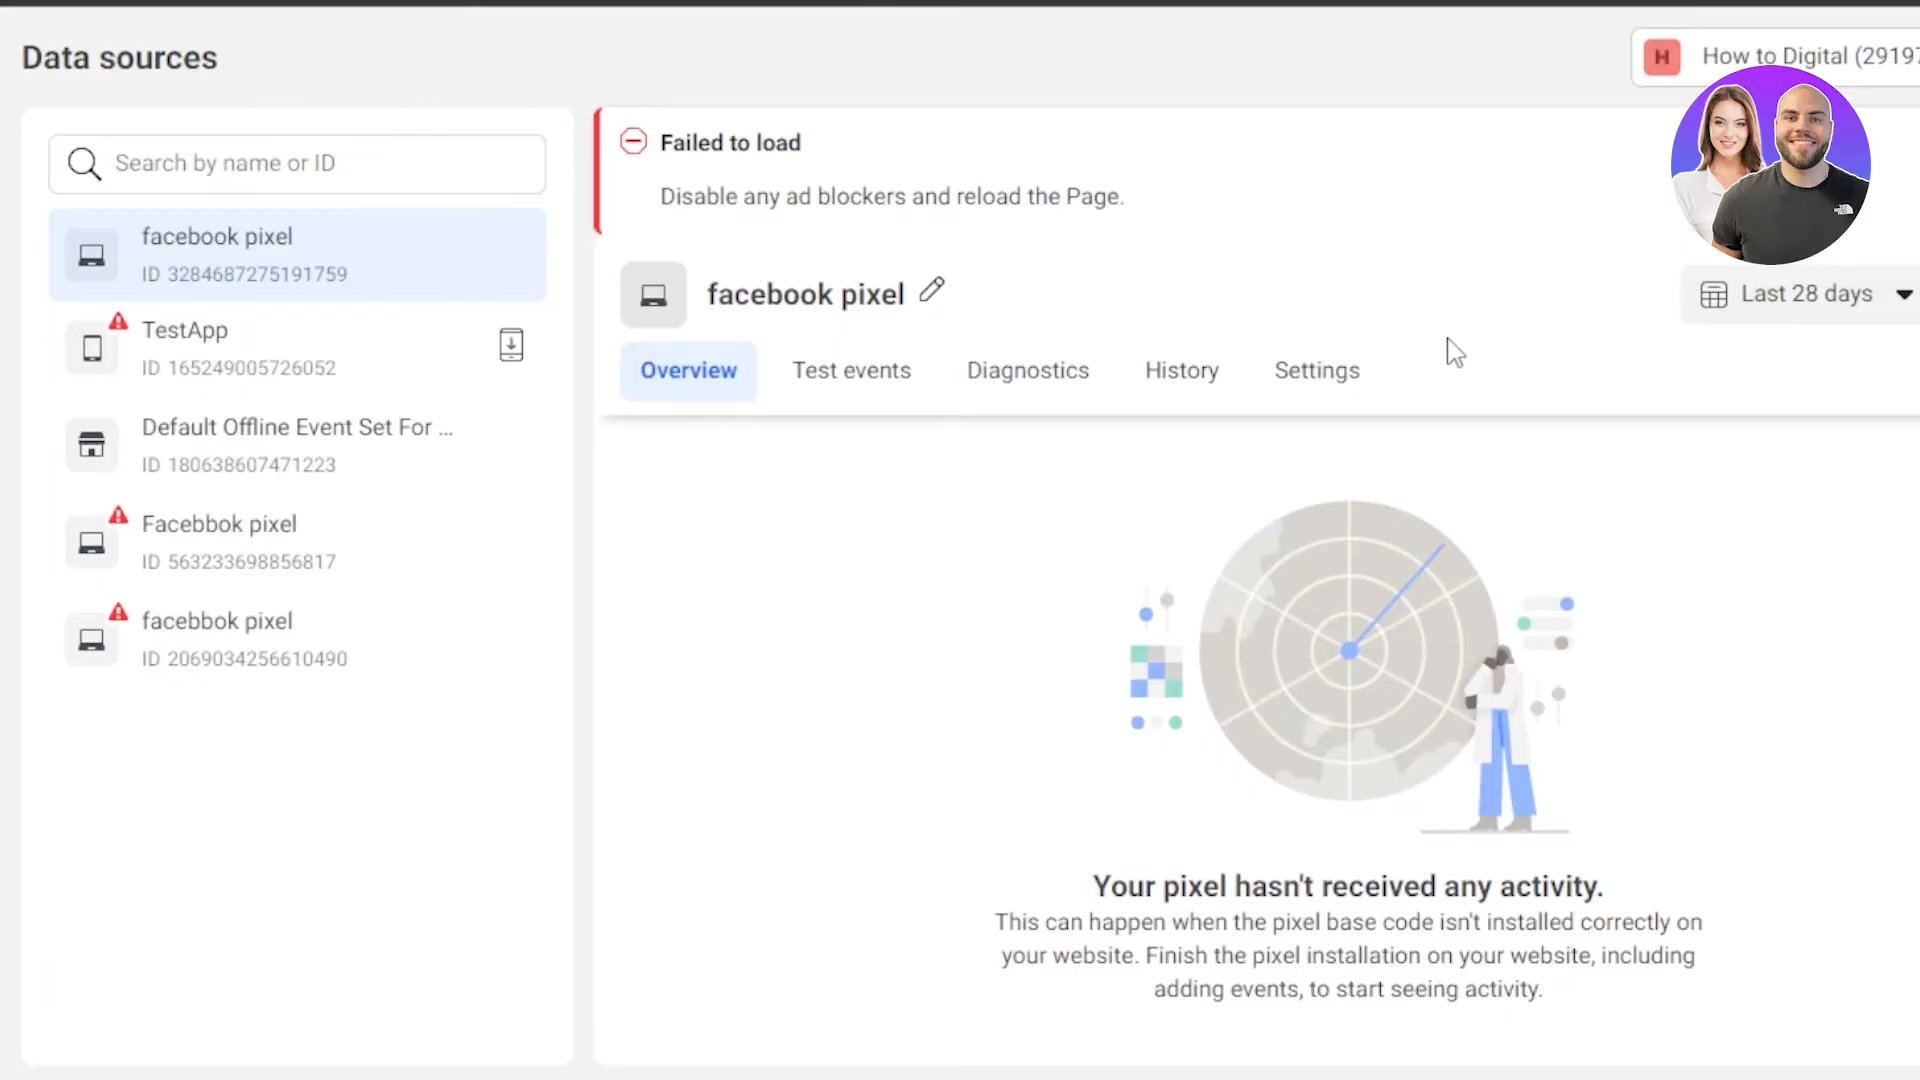 Data sources
H How to Digital (29197
Search by name or ID
facebook pixel
ID 3284687275191759
TestApp
ID 165249005726052
Default Offline Event Set For ...
ID 180638607471223
Facebbok pixel
ID 563233698856817
facebbok pixel
ID 2069034256610490
Failed to load
Disable any ad blockers and reload the Page.
facebook pixel
Last 28 days
Overview Test events Diagnostics History Settings
Your pixel hasn't received any activity.
This can happen when the pixel base code isn't installed correctly on
your website. Finish the pixel installation on your website, including
adding events, to start seeing activity.